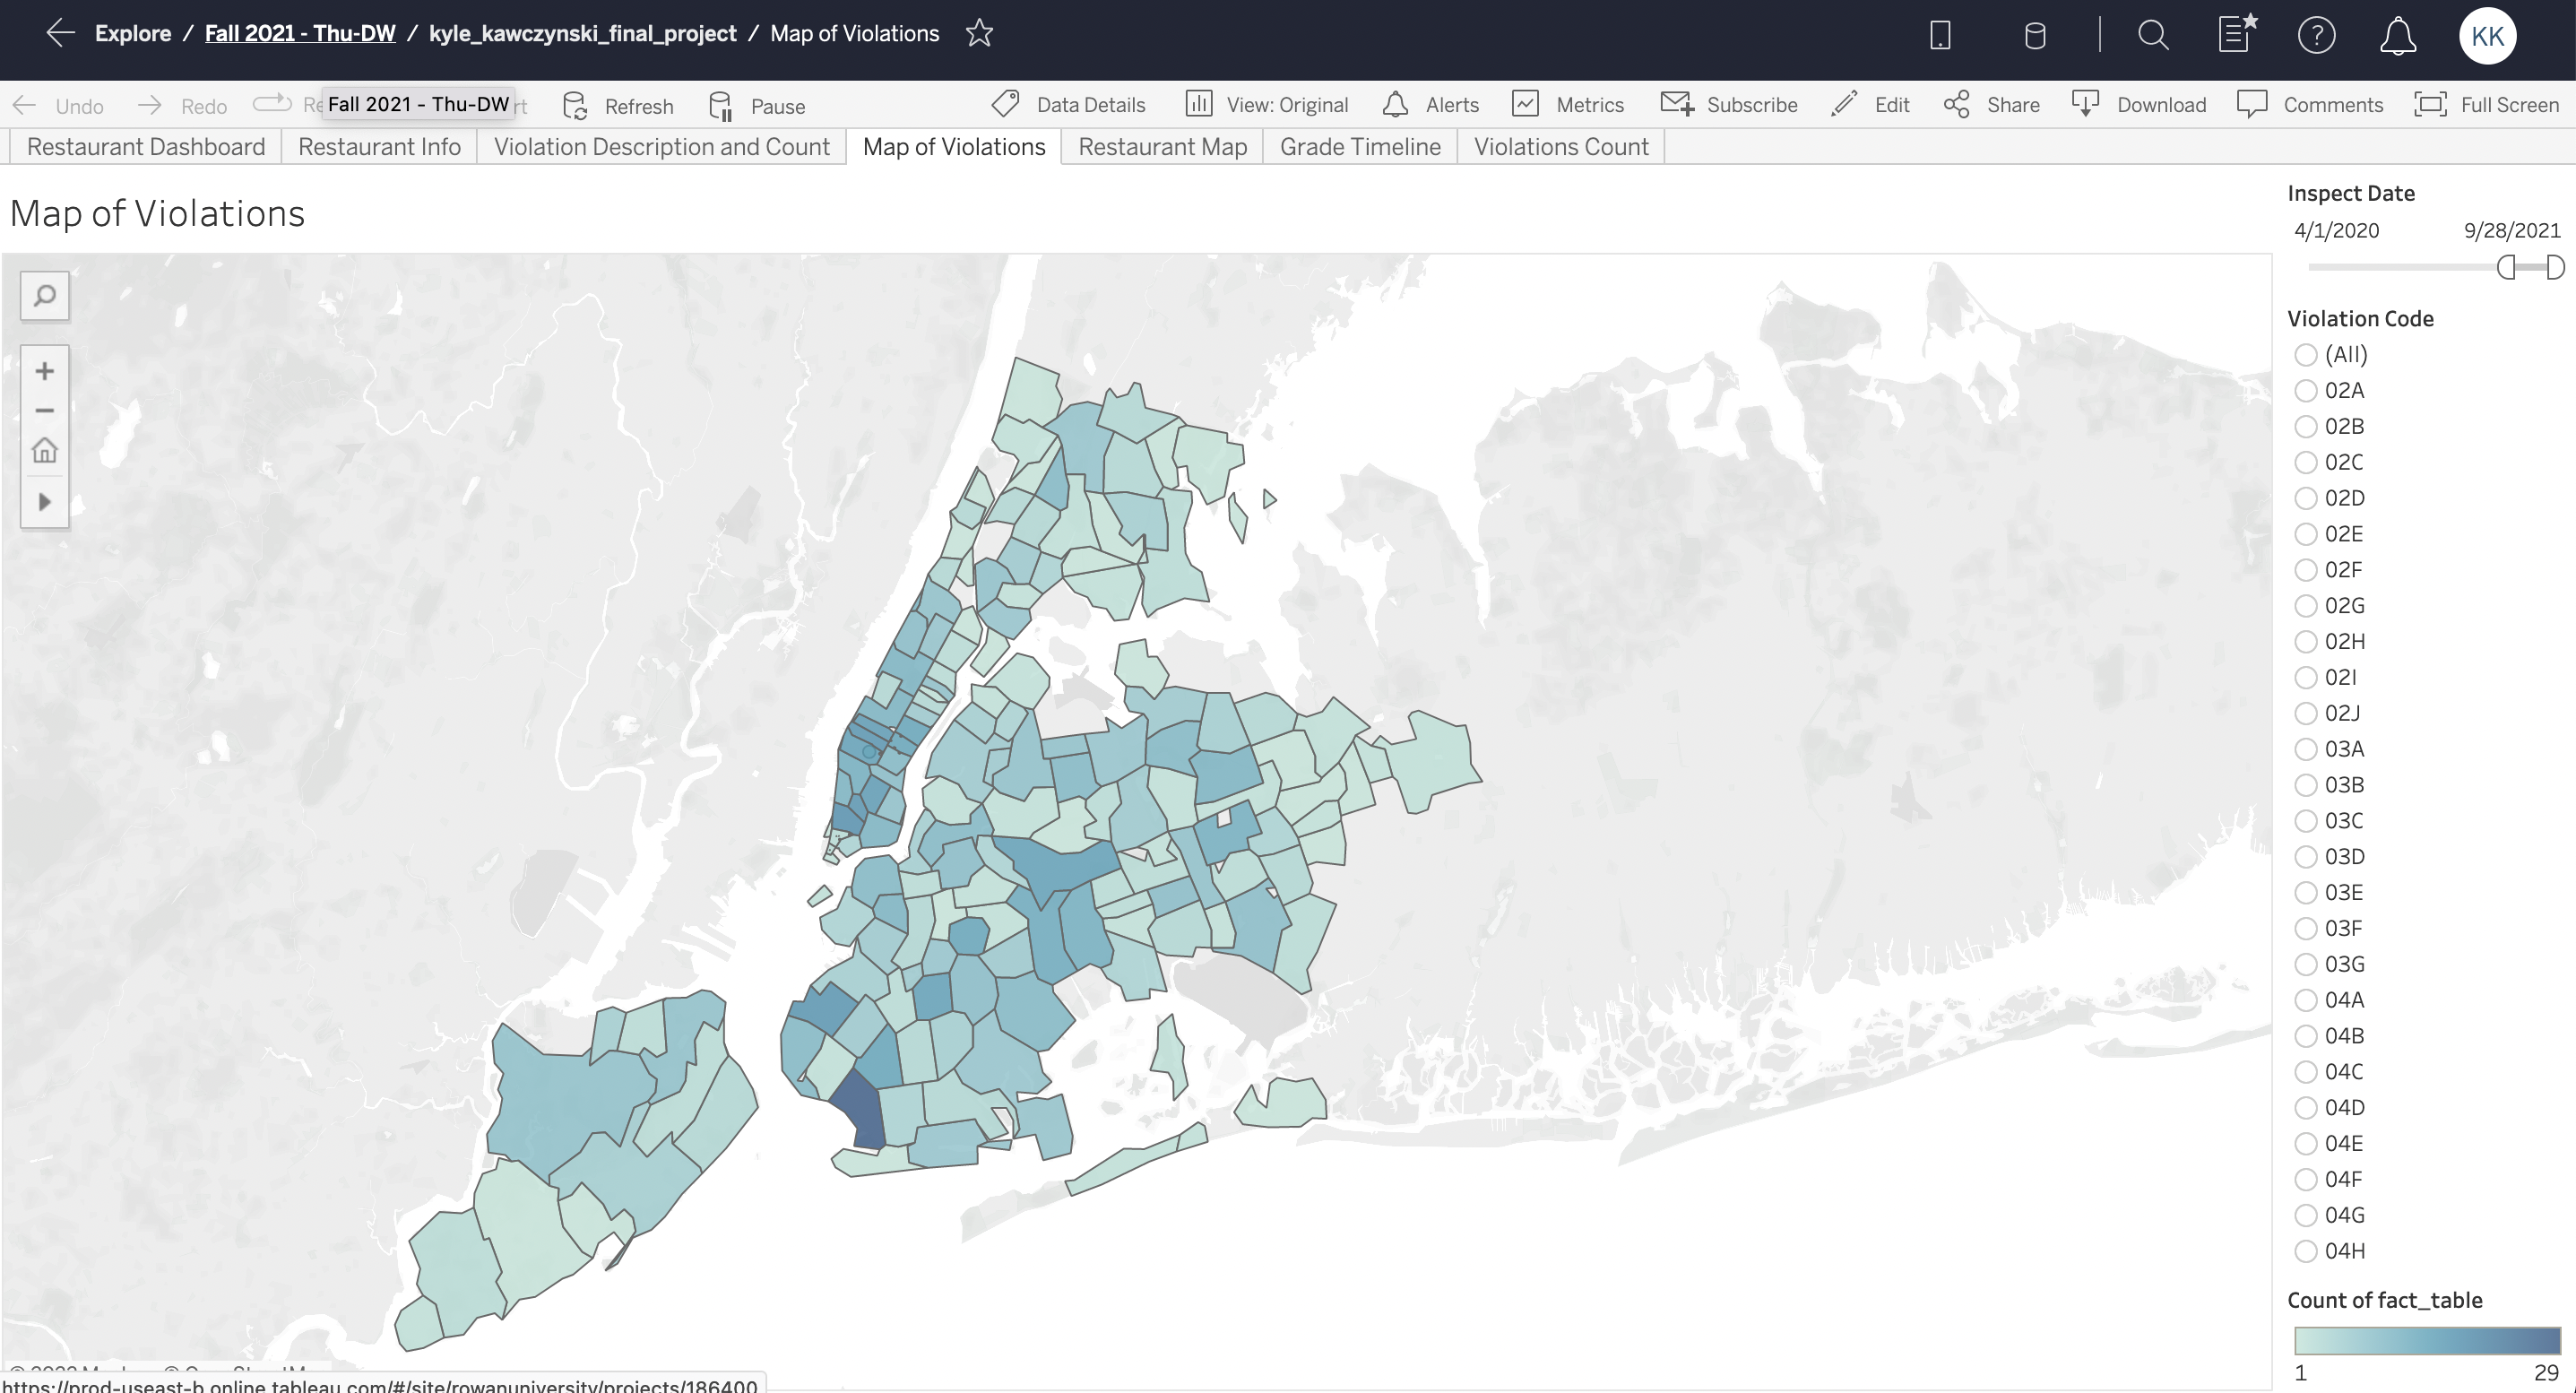 Explore / Fall 2021 - Thu-DW / kyle_kawczynski_final_project / Map of Violations
KK
Undo Redo Re Fall 2021 - Thu-DW rt Refresh Pause Data Details View: Original Alerts Metrics Subscribe Edit Share Download Comments Full Screen
Restaurant Dashboard Restaurant Info Violation Description and Count Map of Violations Restaurant Map Grade Timeline Violations Count
Map of Violations
Inspect Date
4/1/2020 9/28/2021
Violation Code
(All)
02A
02B
02C
02D
02E
02F
02G
02H
02I
02J
03A
03B
03C
03D
03E
03F
03G
04A
04B
04C
04D
04E
04F
04G
04H
Count of fact_table
1 29
https://prod-useast-b.online.tableau.com/#/site/rowanuniversity/projects/186400